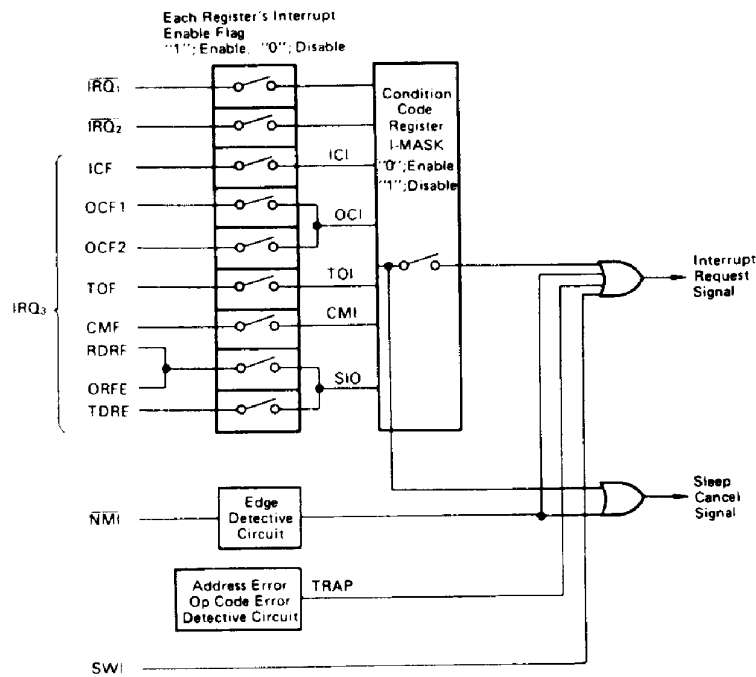 Each Register's Interrupt
Enable Flag
"1"; Enable, "0"; Disable
IRQ1
IRQ2
ICF
OCF1
OCF2
TOF
CMF
RDRF
ORFE
TDRE
IRQ3
ICI
OCI
TOI
CMI
SIO
Condition
Code
Register
I-MASK
"0"; Enable
"1"; Disable
Interrupt
Request
Signal
Sleep
Cancel
Signal
NMI
Edge
Detective
Circuit
Address Error
Op Code Error
Detective Circuit
TRAP
SWI